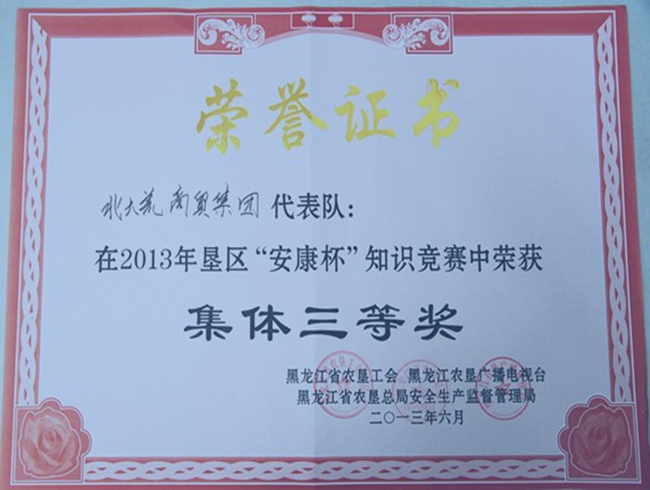 荣誉证书
北大荒商贸集团 代表队：
在2013年垦区“安康杯”知识竞赛中荣获
集体三等奖
黑龙江省农垦工会 黑龙江农垦广播电视台
黑龙江省农垦总局安全生产监督管理局
二〇一三年六月